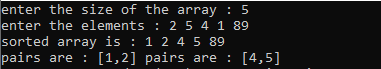 enter the size of the array : 5
enter the elements : 2 5 4 1 89
sorted array is : 1 2 4 5 89
pairs are : [1,2] pairs are : [4,5]